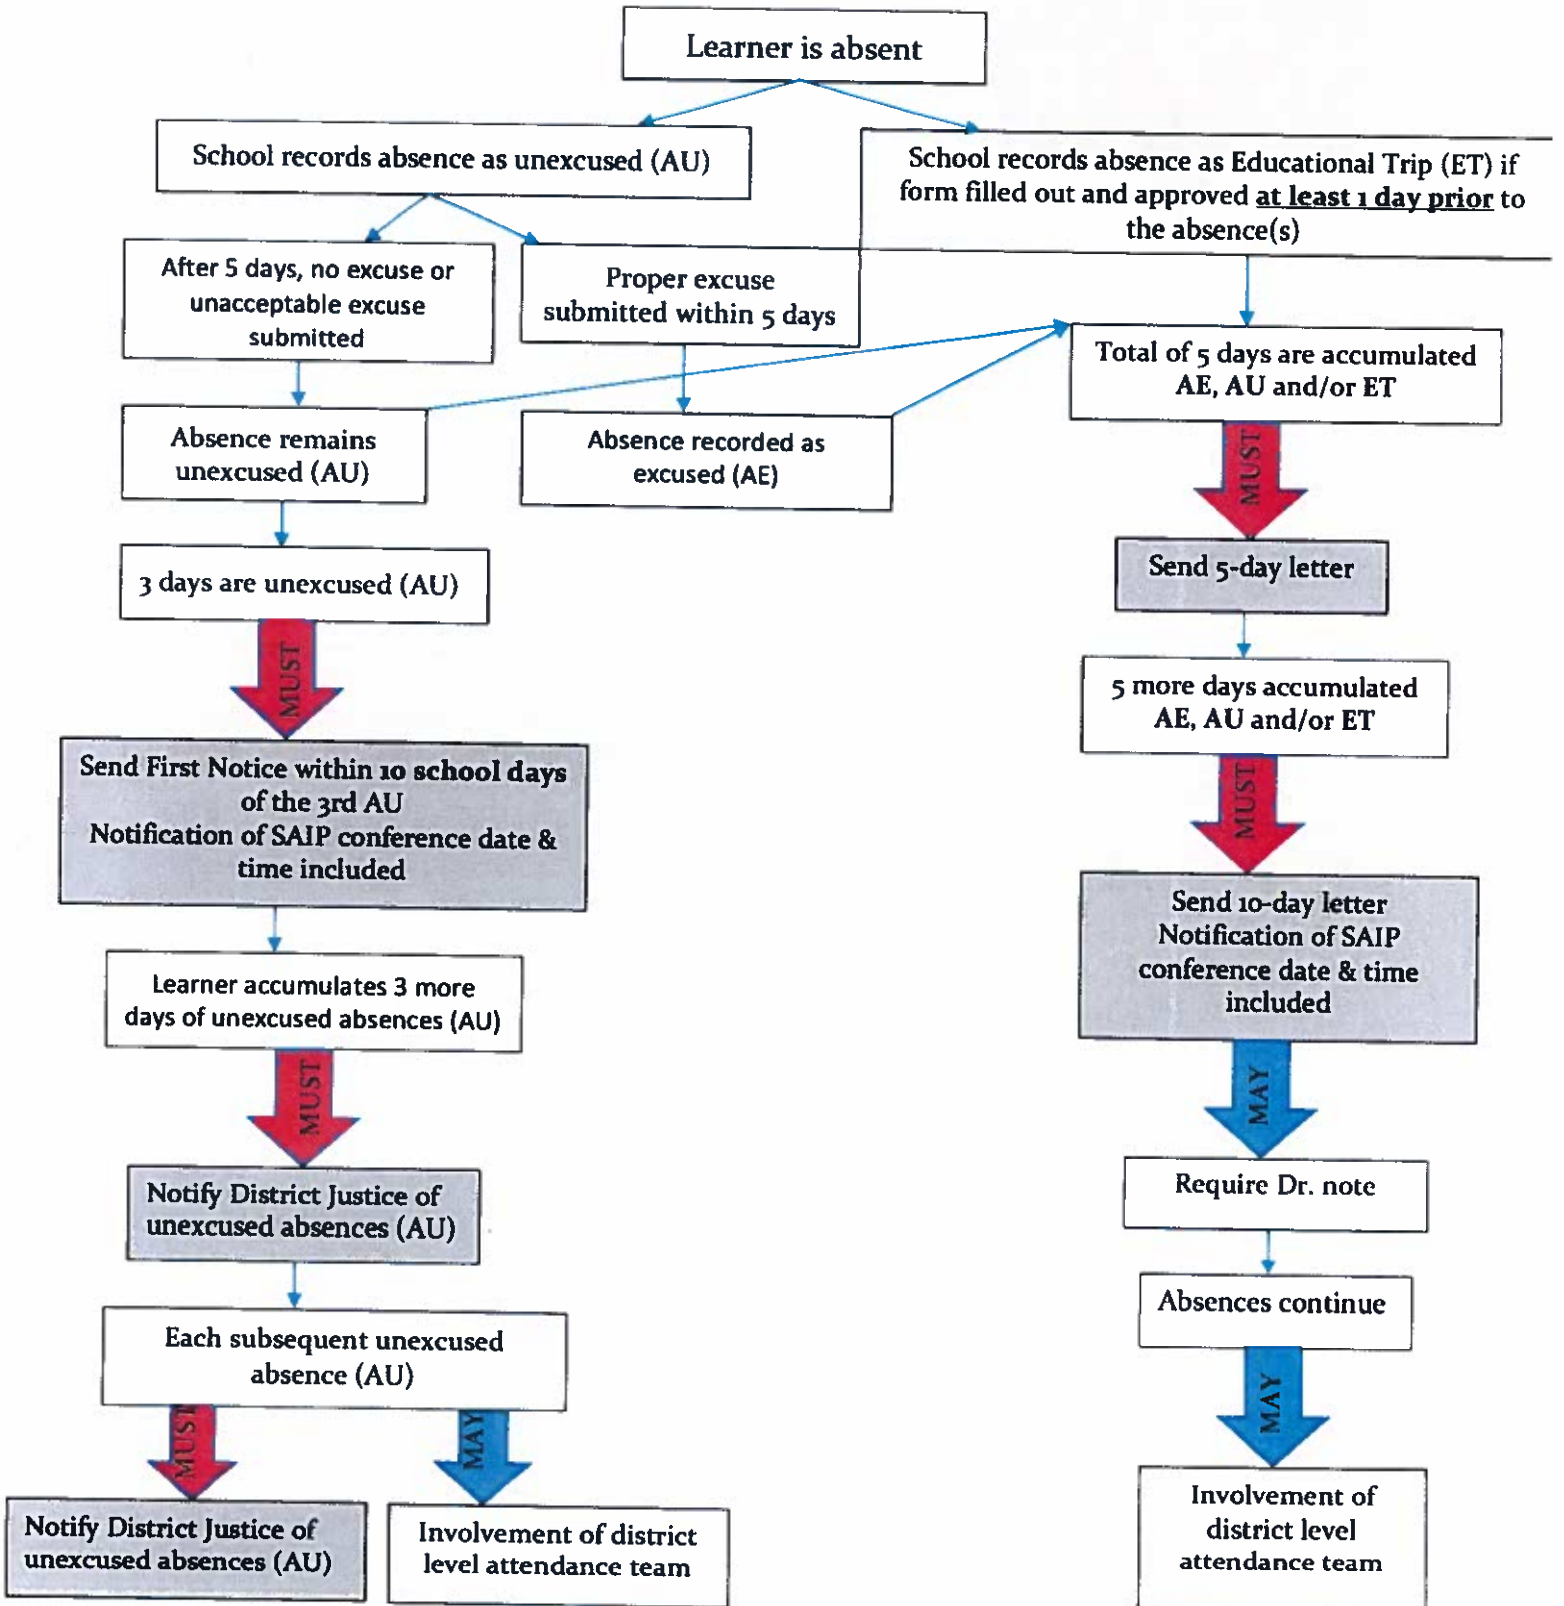 Learner is absent
School records absence as unexcused (AU)
School records absence as Educational Trip (ET) if
form filled out and approved at least 1 day prior to
the absence(s)
After 5 days, no excuse or
unacceptable excuse
submitted
Proper excuse
submitted within 5 days
Total of 5 days are accumulated
AE, AU and/or ET
Absence remains
unexcused (AU)
Absence recorded as
excused (AE)
MUST
3 days are unexcused (AU)
Send 5-day letter
MUST
5 more days accumulated
AE, AU and/or ET
Send First Notice within 10 school days
of the 3rd AU
Notification of SAIP conference date &
time included
MUST
Send 10-day letter
Notification of SAIP
conference date & time
included
Learner accumulates 3 more
days of unexcused absences (AU)
MUST
MAY
Notify District Justice of
unexcused absences (AU)
Require Dr. note
Absences continue
Each subsequent unexcused
absence (AU)
MUST
MAY
MAY
Notify District Justice of
unexcused absences (AU)
Involvement of district
level attendance team
Involvement of
district level
attendance team